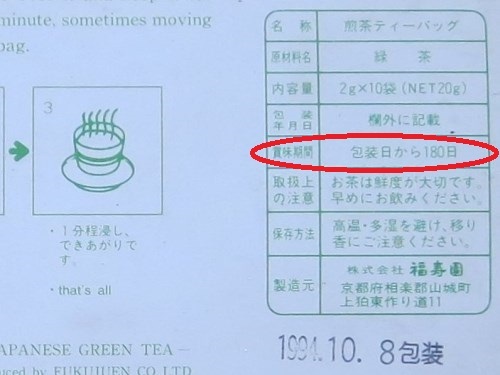 minute, sometimes moving
bag.
3
・1分程浸し、
できあがりで
す。
・that's all
名称 煎茶ティーバッグ
原材料名 緑茶
内容量 2g×10袋(NET20g)
包装年月日 欄外に記載
賞味期間 包装日から180日
取扱上の注意 お茶は鮮度が大切です。
早めにお飲みください。
保存方法 高温・多湿を避け、移り
香にご注意ください。
製造元 株式会社 福寿園
京都府相楽郡山城町
上狛東作り道11
1994.10.8包装
JAPANESE GREEN TEA—
by FUKUJUEN CO LTD